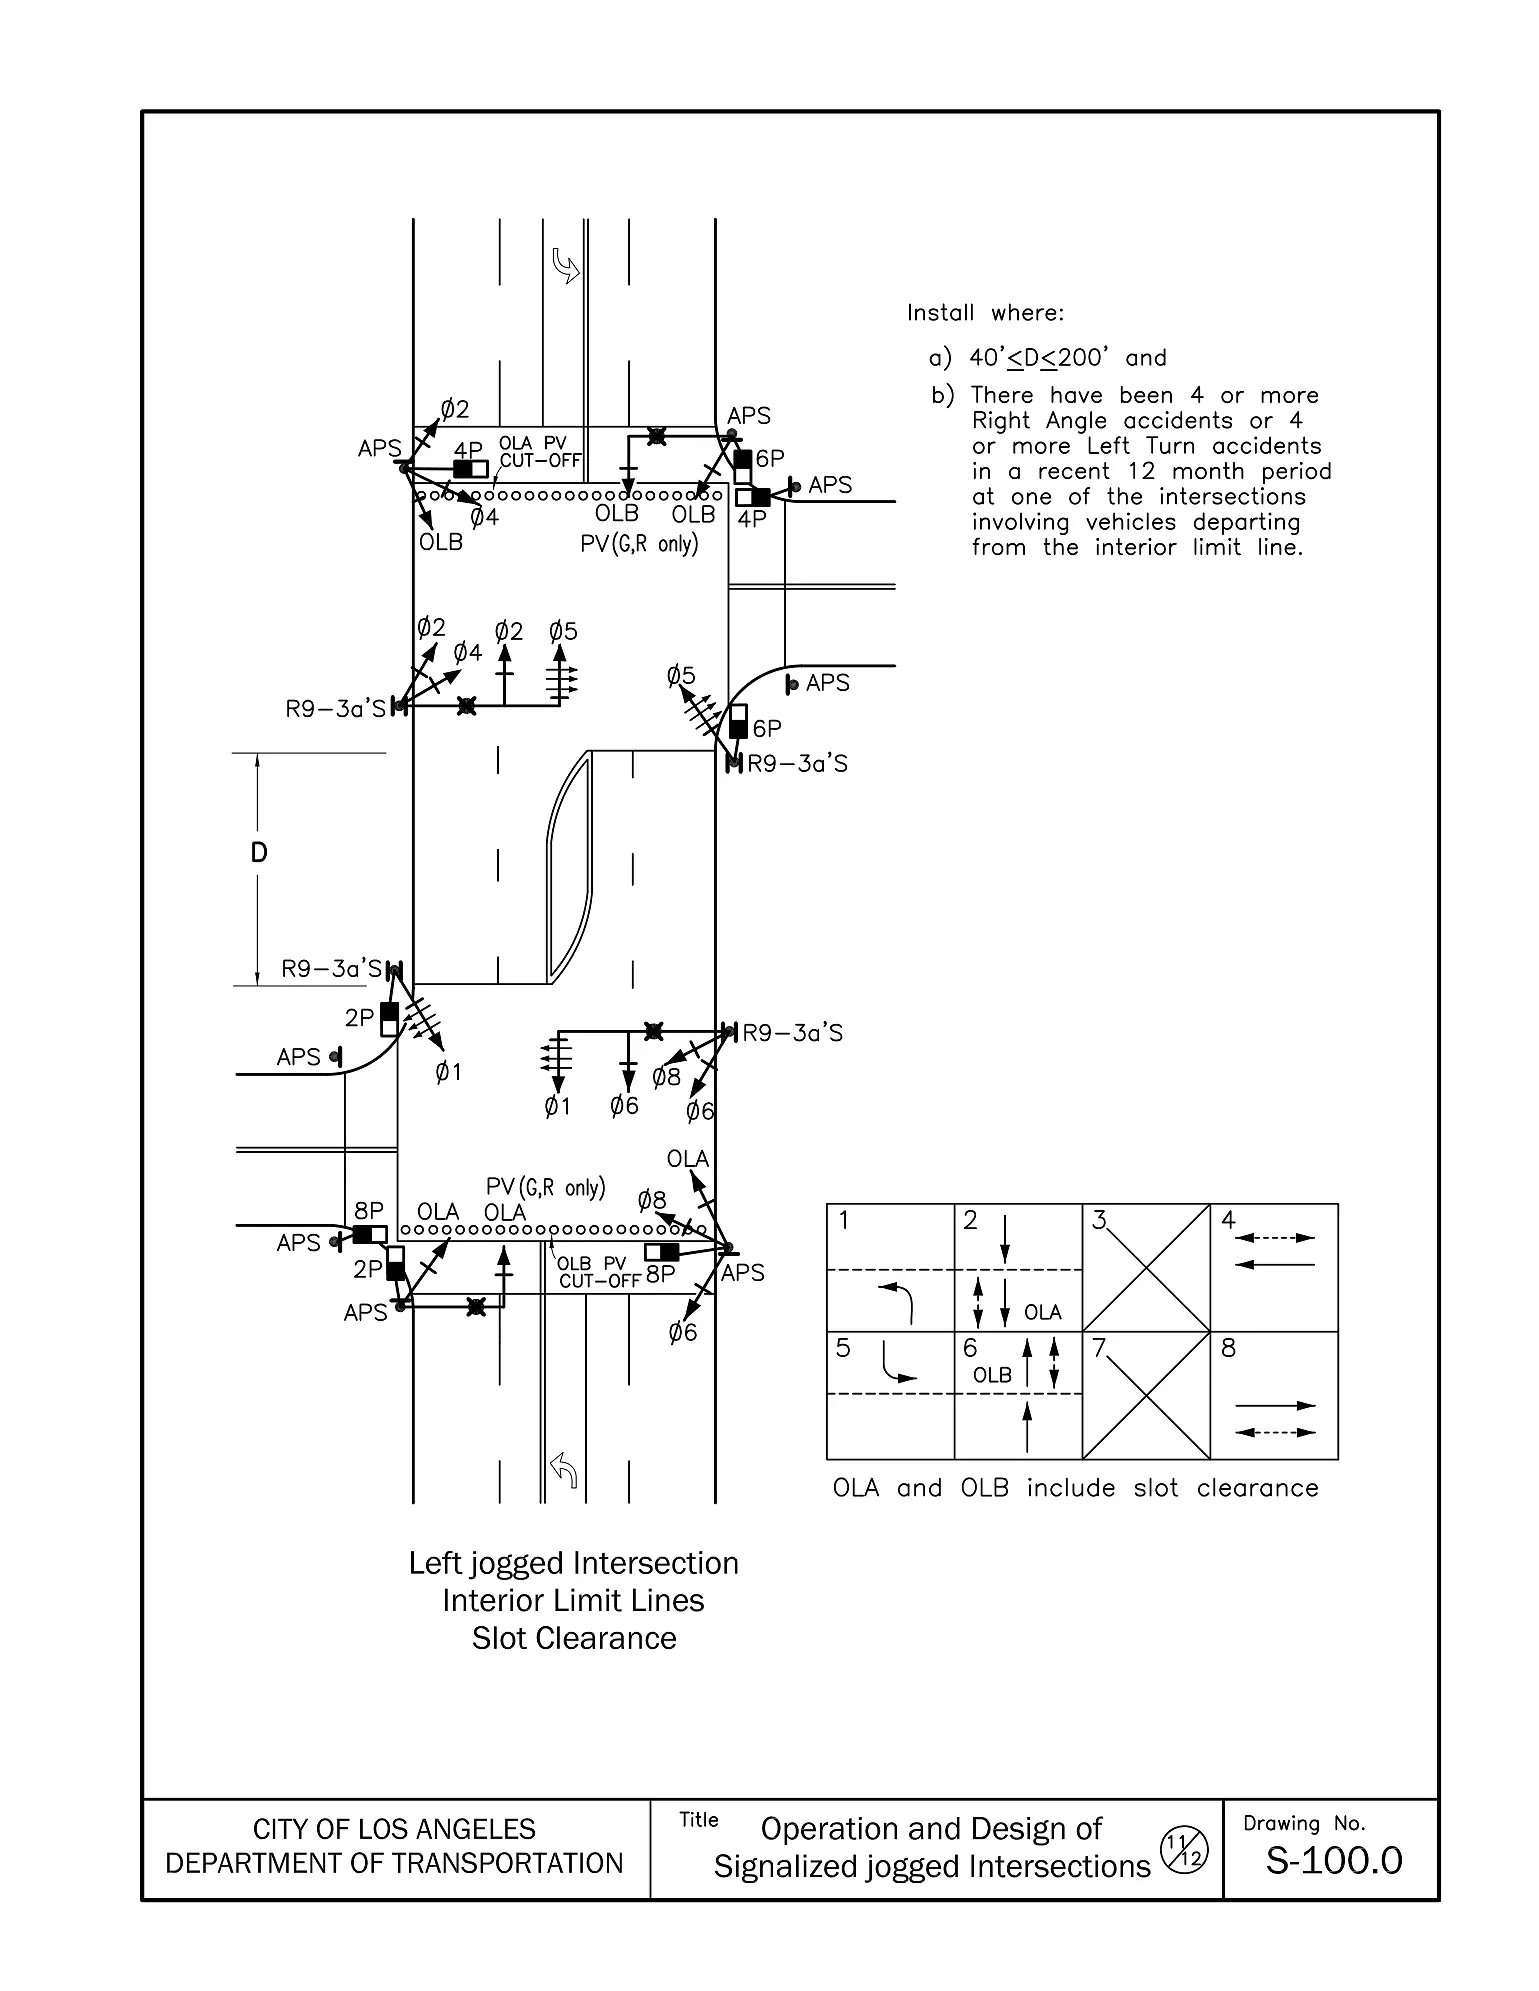 Install where:
a) 40'≤D≤200' and
b) There have been 4 or more
Right Angle accidents or 4
or more Left Turn accidents
in a recent 12 month period
at one of the intersections
involving vehicles departing
from the interior limit line.
Ø2
APS
4P
OLA PV
CUT-OFF
APS
6P
APS
Ø4
OLB
OLB
OLB
4P
PV(G,R only)
Ø2
Ø4
Ø2
Ø5
R9-3a'S
Ø5
APS
6P
R9-3a'S
D
R9-3a'S
2P
APS
Ø1
R9-3a'S
Ø1
Ø6
Ø8
Ø6
OLA
PV(G,R only)
8P
OLA
OLA
Ø8
APS
2P
OLB PV
CUT-OFF
8P
APS
APS
Ø6
1
2
3
4
OLA
5
6
7
8
OLB
OLA and OLB include slot clearance
Left jogged Intersection
Interior Limit Lines
Slot Clearance
CITY OF LOS ANGELES
DEPARTMENT OF TRANSPORTATION
Title
Operation and Design of
Signalized jogged Intersections
11/12
Drawing No.
S-100.0